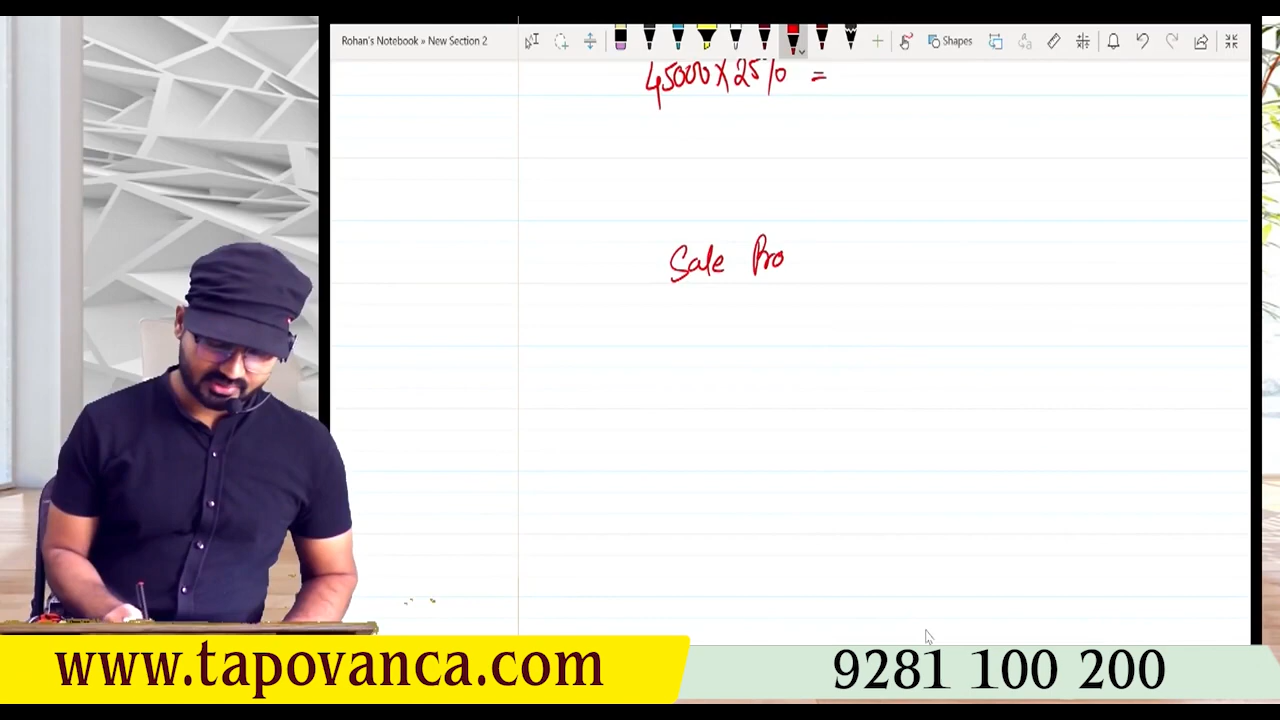 Rohan's Notebook » New Section 2
Shapes
45000 X 25% =
Sale Pro
www.tapovanca.com
9281 100 200